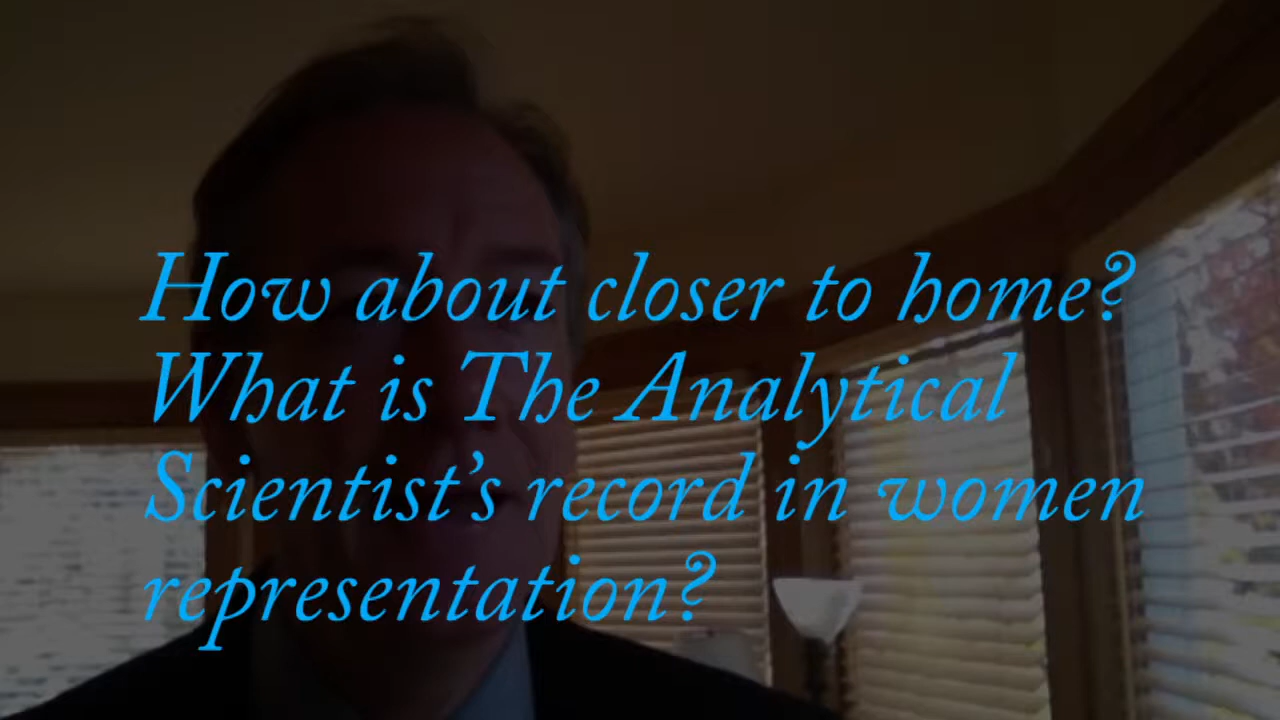 How about closer to home?
What is The Analytical
Scientist’s record in women
representation?